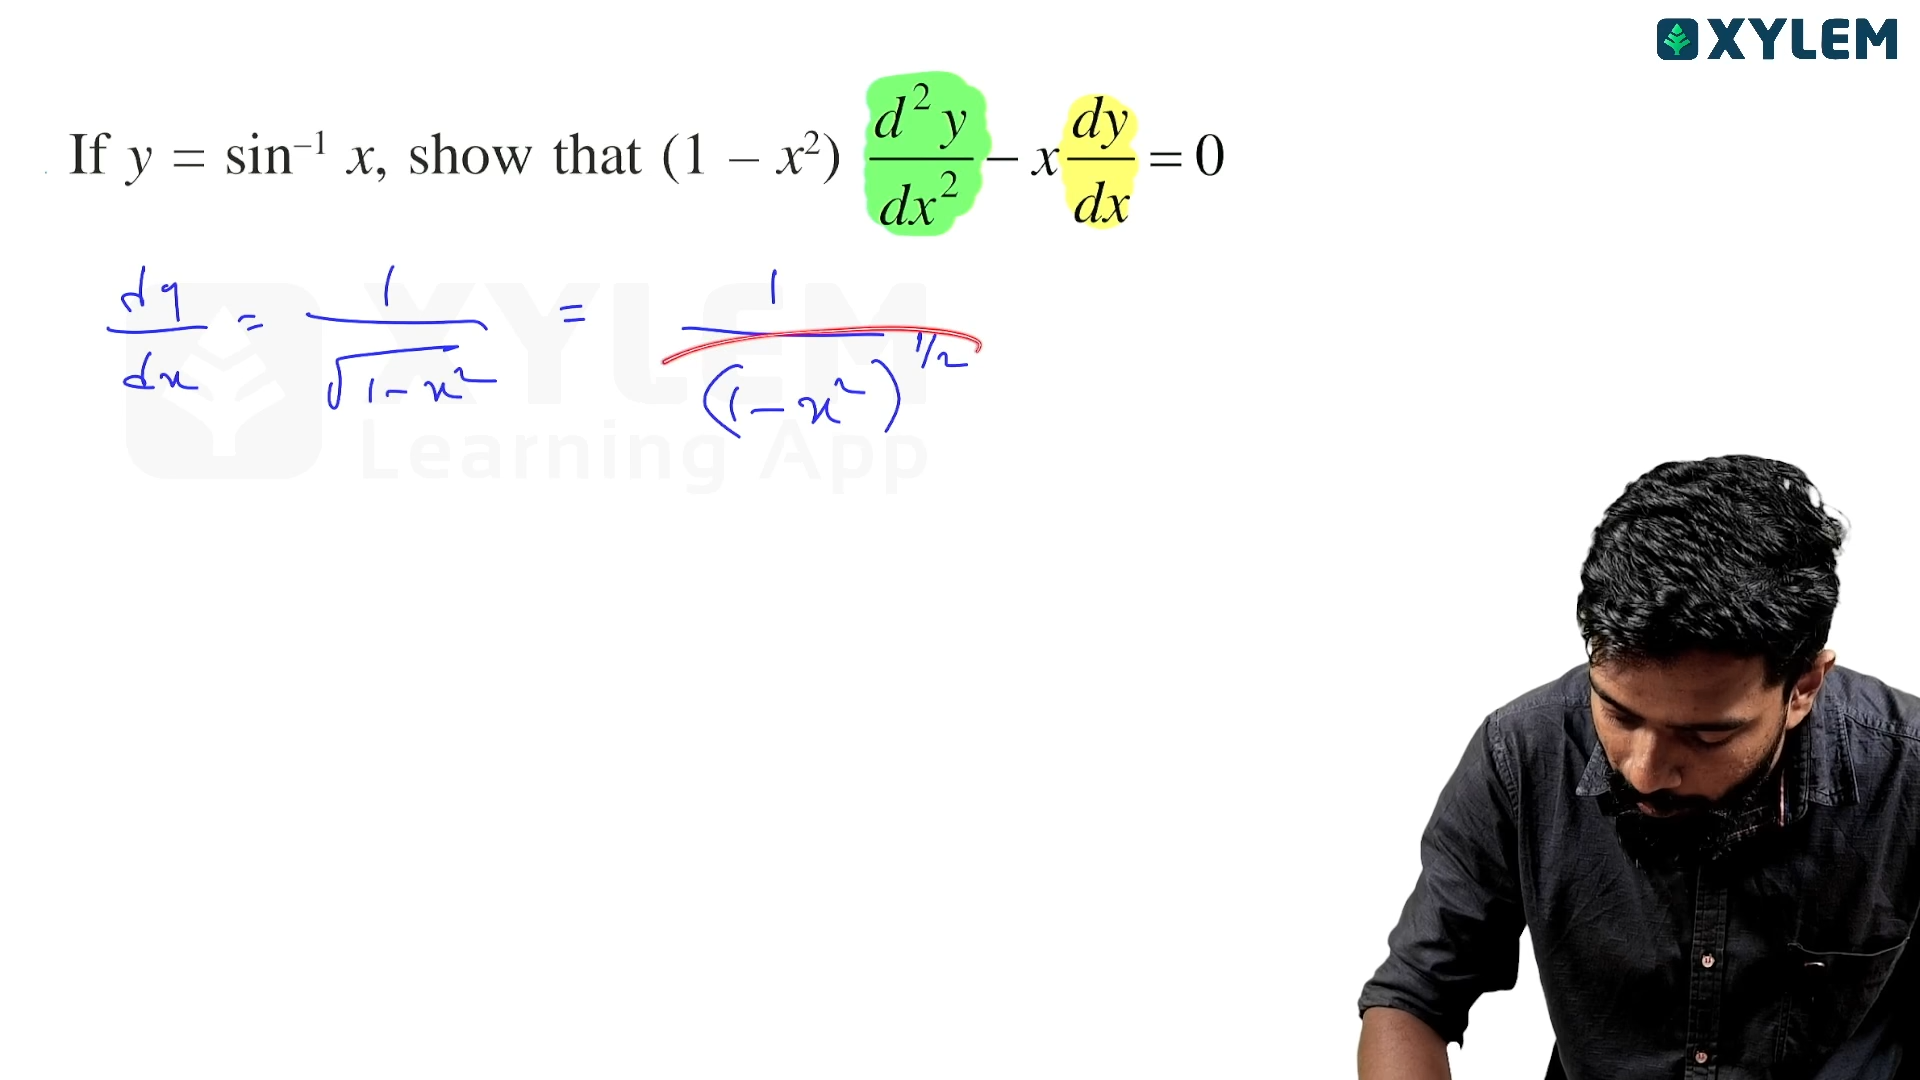 XYLEM
If y = sin⁻¹ x, show that (1 – x²) d²y/dx² – x dy/dx = 0
dy/dx = 1/√(1-x²) = 1/(1-x²)^1/2
XYLEM
Learning App